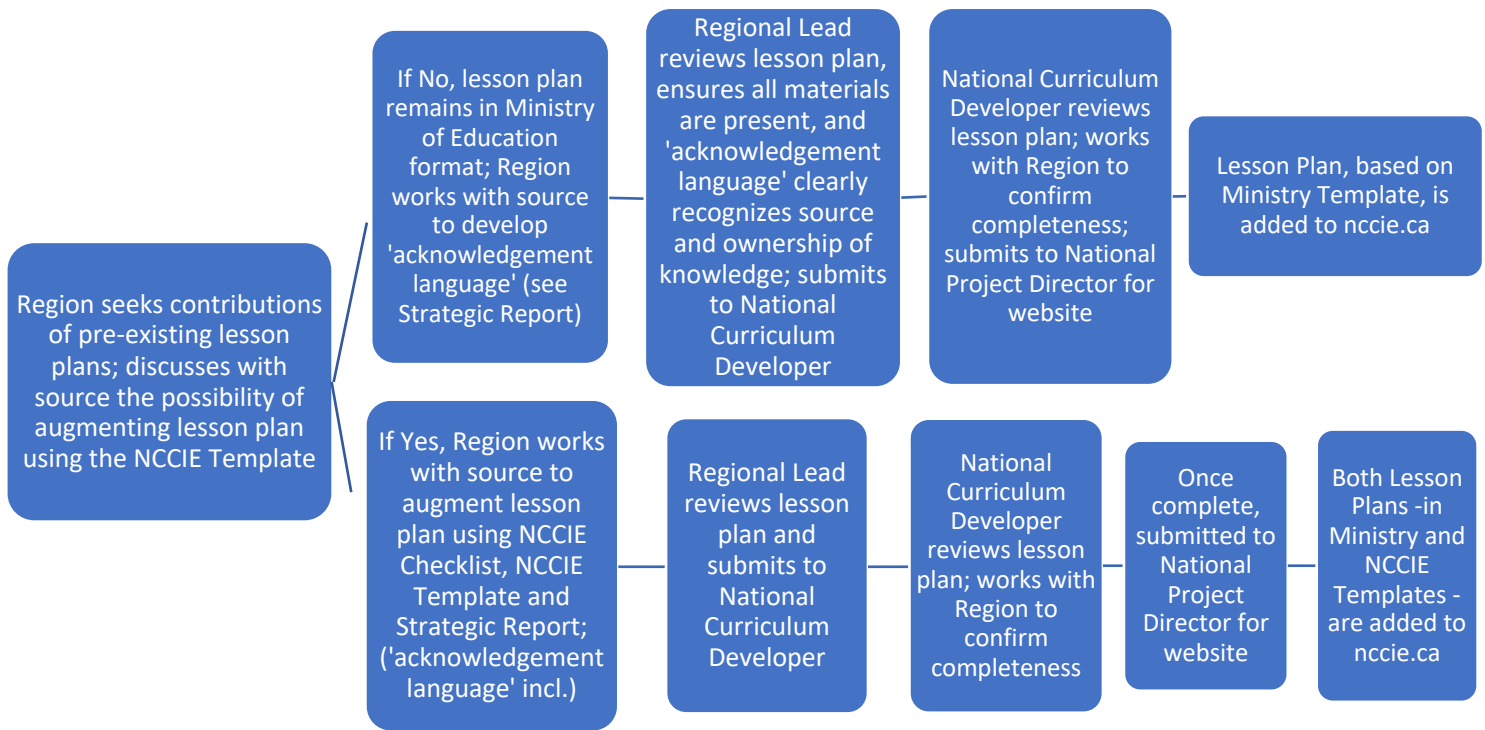 Region seeks contributions
of pre-existing lesson
plans; discusses with
source the possibility of
augmenting lesson plan
using the NCCIE Template
If No, lesson plan
remains in Ministry
of Education
format; Region
works with source
to develop
'acknowledgement
language' (see
Strategic Report)
Regional Lead
reviews lesson plan,
ensures all materials
are present, and
'acknowledgement
language' clearly
recognizes source
and ownership of
knowledge; submits
to National
Curriculum
Developer
National Curriculum
Developer reviews
lesson plan; works
with Region to
confirm
completeness;
submits to National
Project Director for
website
Lesson Plan, based on
Ministry Template, is
added to nccie.ca
If Yes, Region works
with source to
augment lesson
plan using NCCIE
Checklist, NCCIE
Template and
Strategic Report;
('acknowledgement
language' incl.)
Regional Lead
reviews lesson
plan and
submits to
National
Curriculum
Developer
National
Curriculum
Developer
reviews lesson
plan; works with
Region to
confirm
completeness
Once
complete,
submitted to
National
Project
Director for
website
Both Lesson
Plans -in
Ministry and
NCCIE
Templates -
are added to
nccie.ca